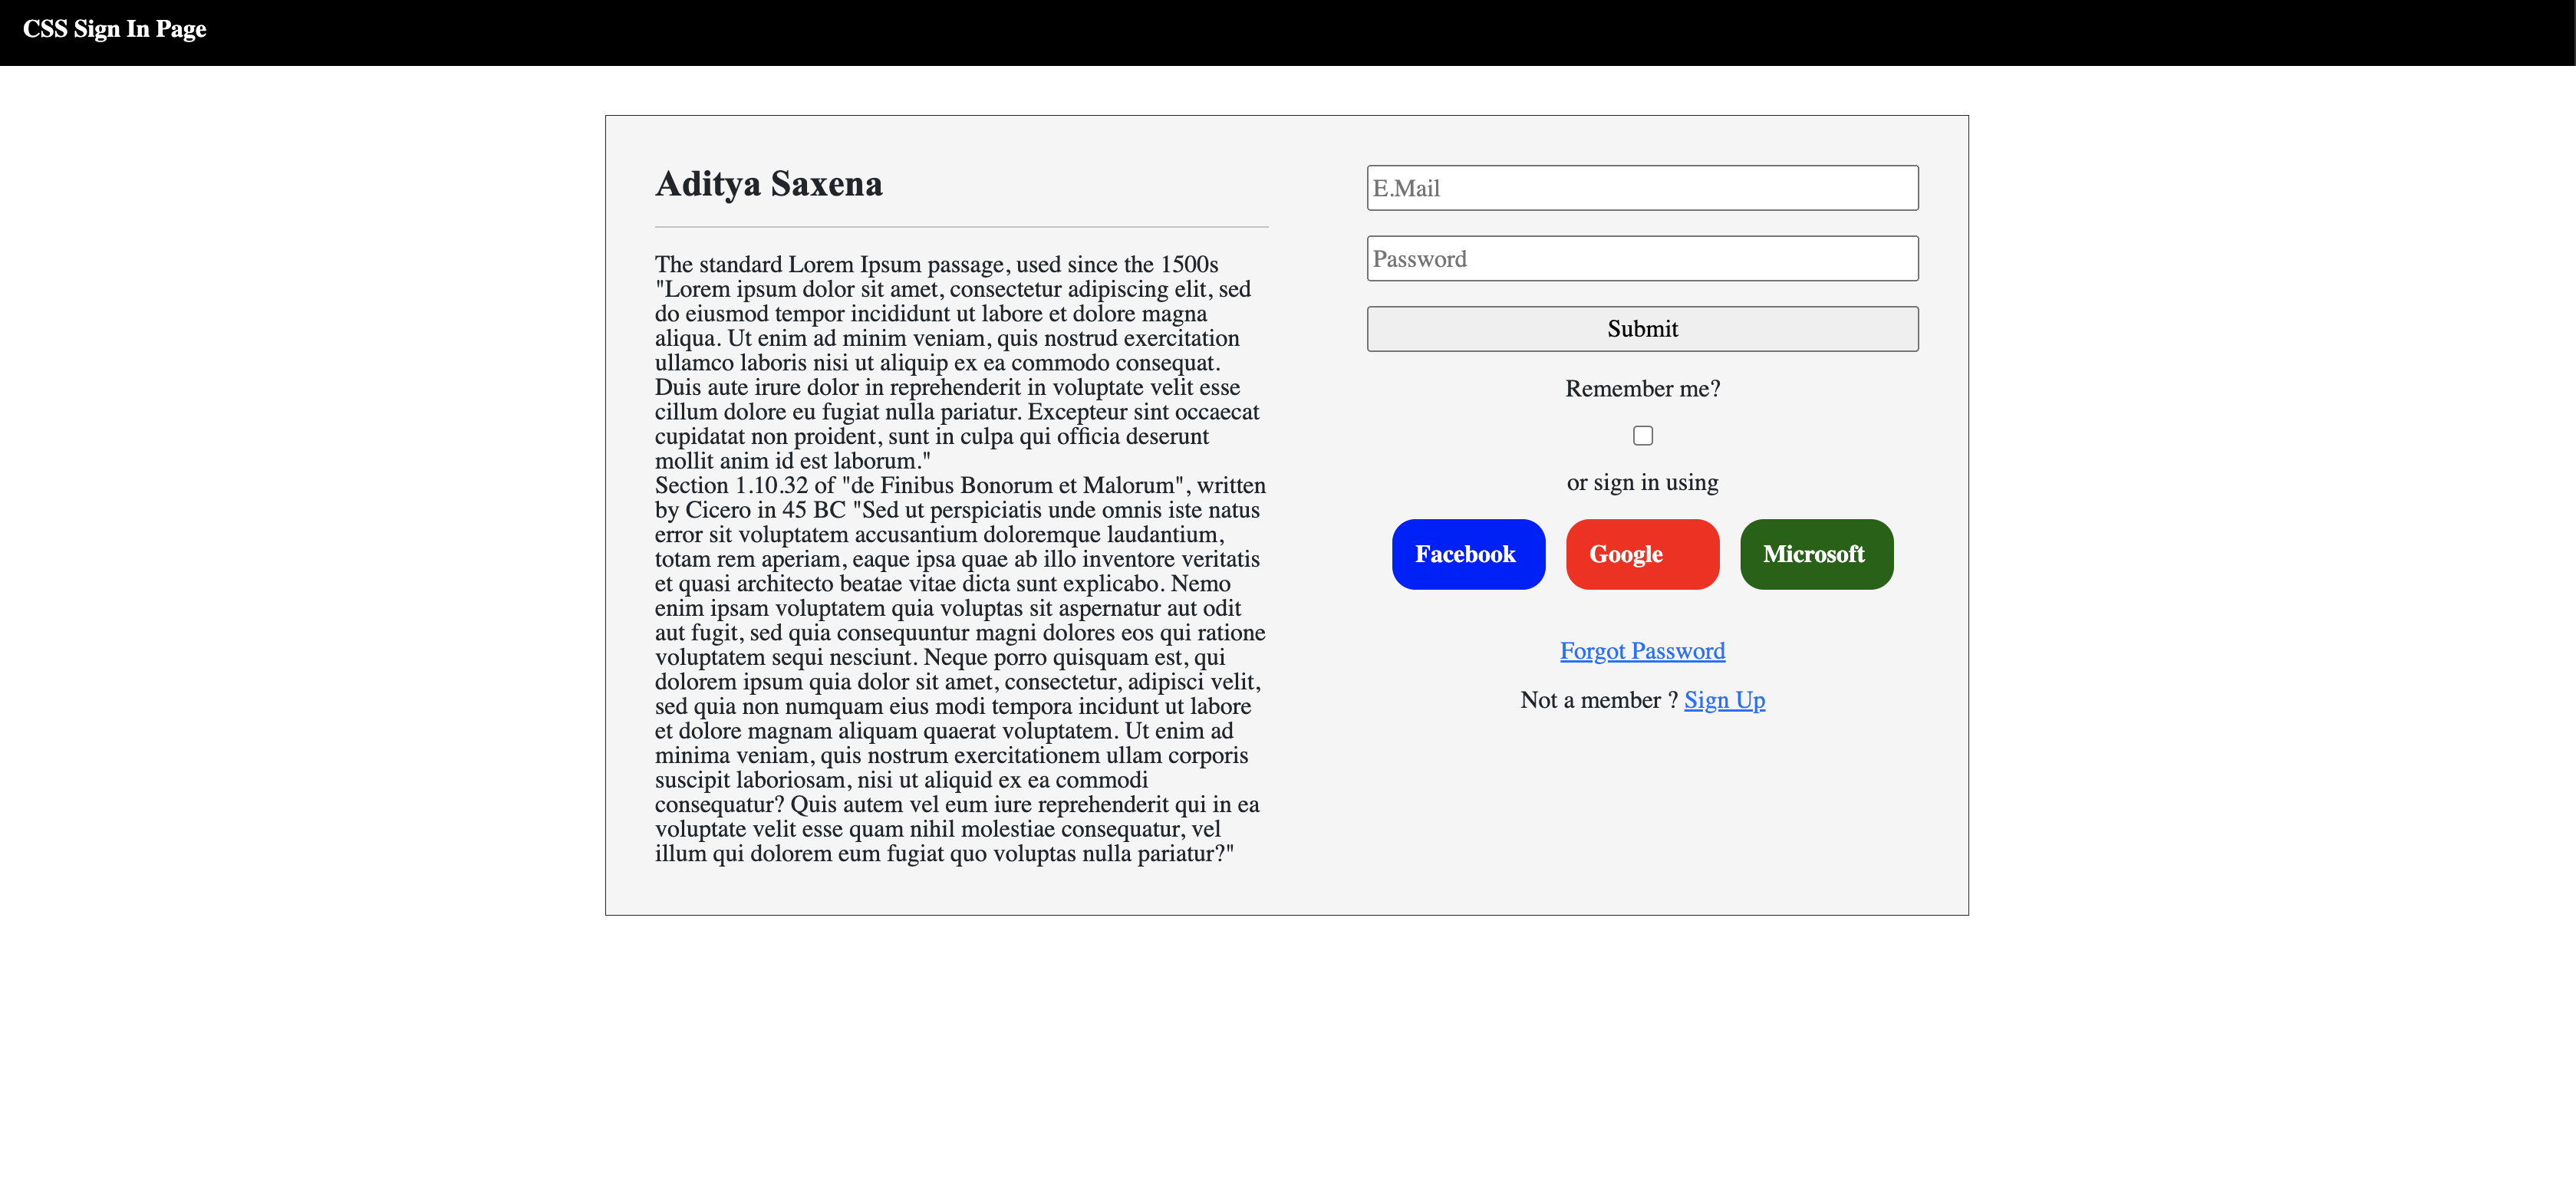 CSS Sign In Page
Aditya Saxena
The standard Lorem Ipsum passage, used since the 1500s
"Lorem ipsum dolor sit amet, consectetur adipiscing elit, sed
do eiusmod tempor incididunt ut labore et dolore magna
aliqua. Ut enim ad minim veniam, quis nostrud exercitation
ullamco laboris nisi ut aliquip ex ea commodo consequat.
Duis aute irure dolor in reprehenderit in voluptate velit esse
cillum dolore eu fugiat nulla pariatur. Excepteur sint occaecat
cupidatat non proident, sunt in culpa qui officia deserunt
mollit anim id est laborum."
Section 1.10.32 of "de Finibus Bonorum et Malorum", written
by Cicero in 45 BC "Sed ut perspiciatis unde omnis iste natus
error sit voluptatem accusantium doloremque laudantium,
totam rem aperiam, eaque ipsa quae ab illo inventore veritatis
et quasi architecto beatae vitae dicta sunt explicabo. Nemo
enim ipsam voluptatem quia voluptas sit aspernatur aut odit
aut fugit, sed quia consequuntur magni dolores eos qui ratione
voluptatem sequi nesciunt. Neque porro quisquam est, qui
dolorem ipsum quia dolor sit amet, consectetur, adipisci velit,
sed quia non numquam eius modi tempora incidunt ut labore
et dolore magnam aliquam quaerat voluptatem. Ut enim ad
minima veniam, quis nostrum exercitationem ullam corporis
suscipit laboriosam, nisi ut aliquid ex ea commodi
consequatur? Quis autem vel eum iure reprehenderit qui in ea
voluptate velit esse quam nihil molestiae consequatur, vel
illum qui dolorem eum fugiat quo voluptas nulla pariatur?"
E.Mail
Password
Submit
Remember me?
or sign in using
Facebook Google Microsoft
Forgot Password
Not a member ? Sign Up